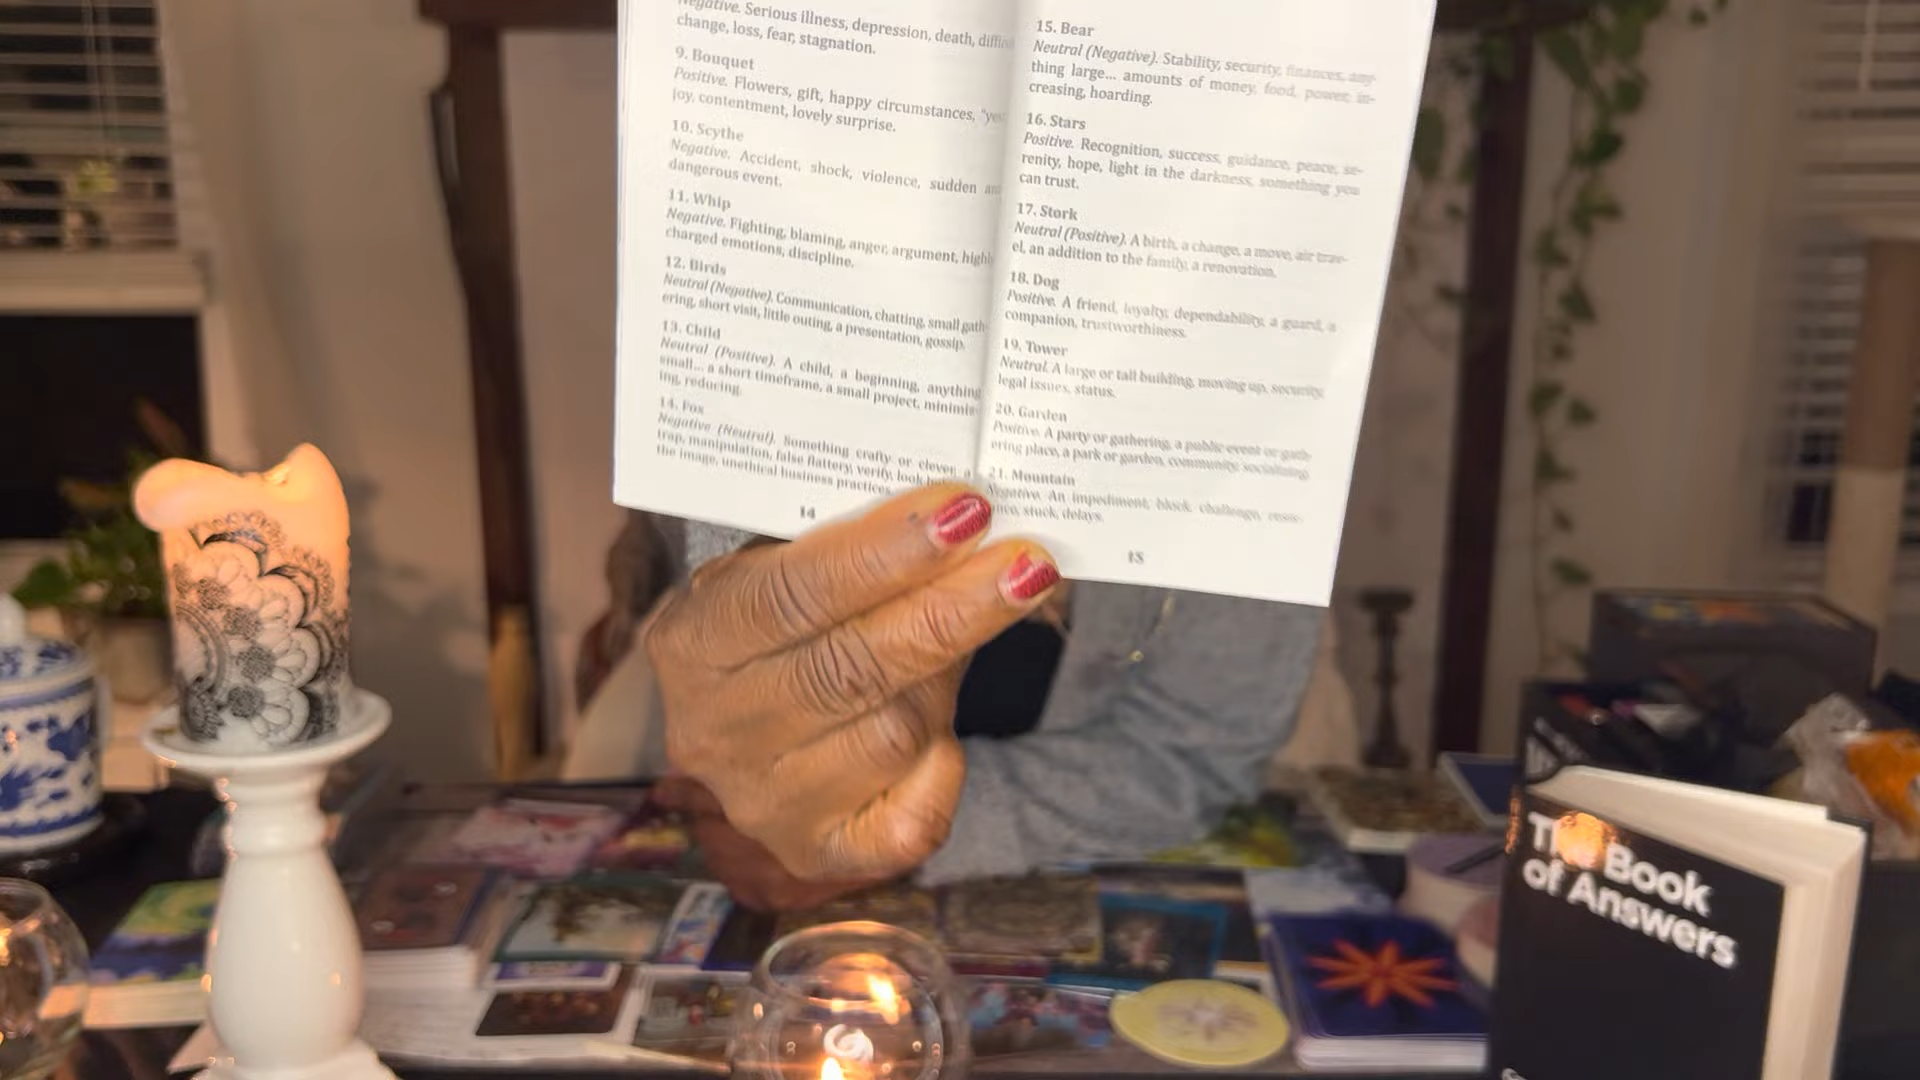 Negative. Serious illness, depression, death,
change, loss, fear, stagnation.
9. Bouquet
Positive. Flowers, gift, happy circumstances,
joy, contentment, lovely surprise.
10. Scythe
Negative. Accident, shock, violence, sudden
dangerous event.
11. Whip
Negative. Fighting, blaming, anger, argument,
charged emotions, discipline.
12. Birds
Neutral (Negative). Communication, chatting, small gath-
ering, short visit, little outing, a presentation, gossip.
13. Child
Neutral (Positive). A child, a beginning, anything
small... a short timeframe, a small project, minimis-
ing, reducing.
14. Fox
Negative (Neutral). Something crafty or clever, a
trap, manipulation, false flattery, verify, look
the image, unethical business practices
14
15. Bear
Neutral (Negative). Stability, security, finances, any-
thing large... amounts of money, food, power, in-
creasing, hoarding.
16. Stars
Positive. Recognition, success, guidance, peace, se-
renity, hope, light in the darkness, something you
can trust.
17. Stork
Neutral (Positive). A birth, a change, a move, air trav-
el, an addition to the family, a renovation.
18. Dog
Positive. A friend, loyalty, dependability, a guard, a
companion, trustworthiness.
19. Tower
Neutral. A large or tall building, moving up, security,
legal issues, status.
20. Garden
Positive. A party or gathering, a public event or gath-
ering place, a park or garden, community, socialising
21. Mountain
Negative. An impediment, block, challenge, resis-
stuck, delays.
15
The Book
of Answers